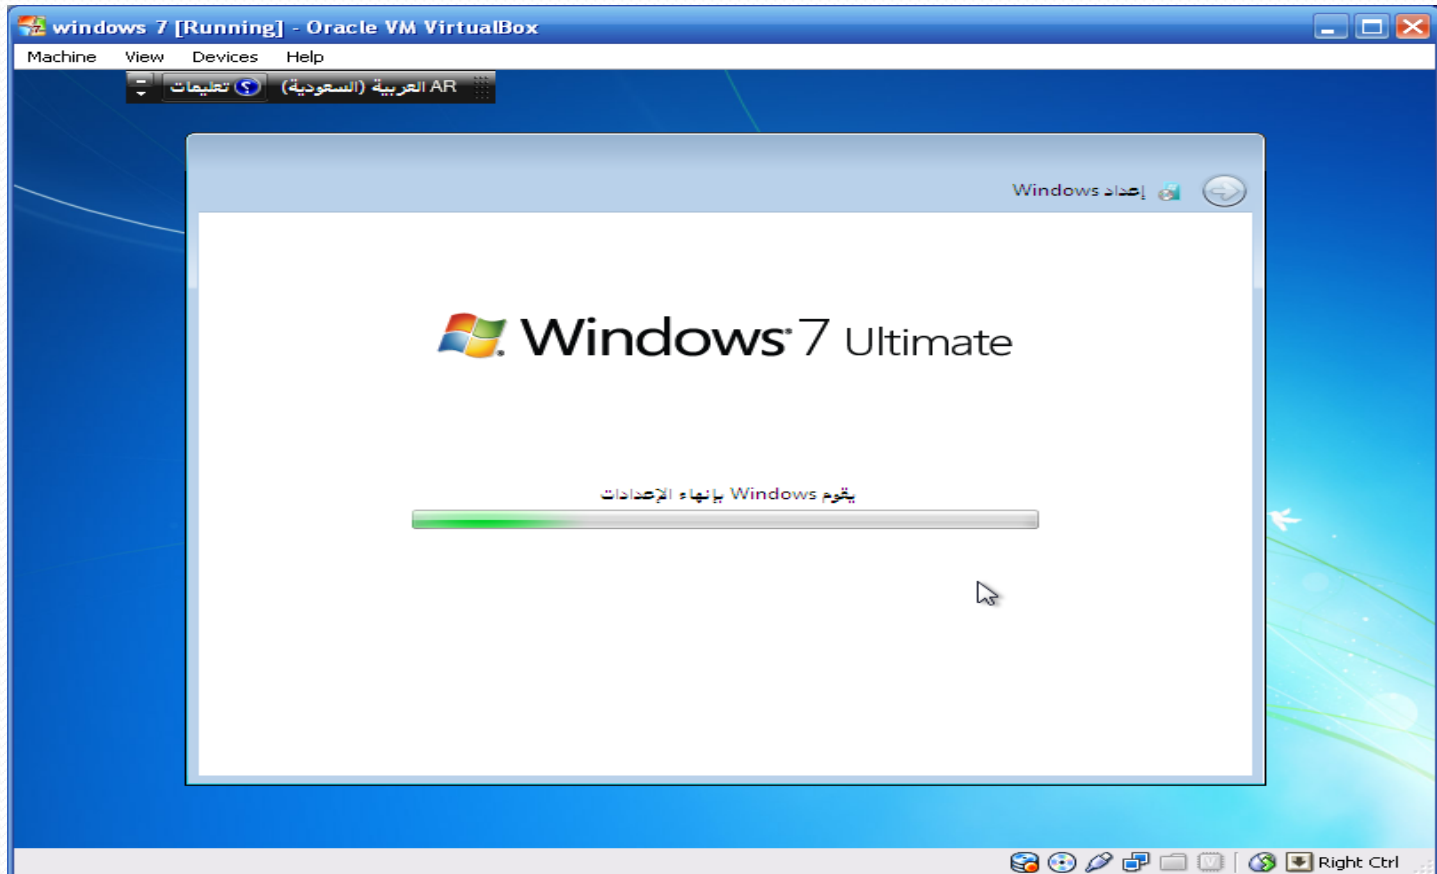 windows 7 [Running] - Oracle VM VirtualBox
Machine View Devices Help
AR العربية (السعودية) تعليمات
إعداد Windows
Windows 7 Ultimate
يقوم Windows بإنهاء الإعدادات
Right Ctrl